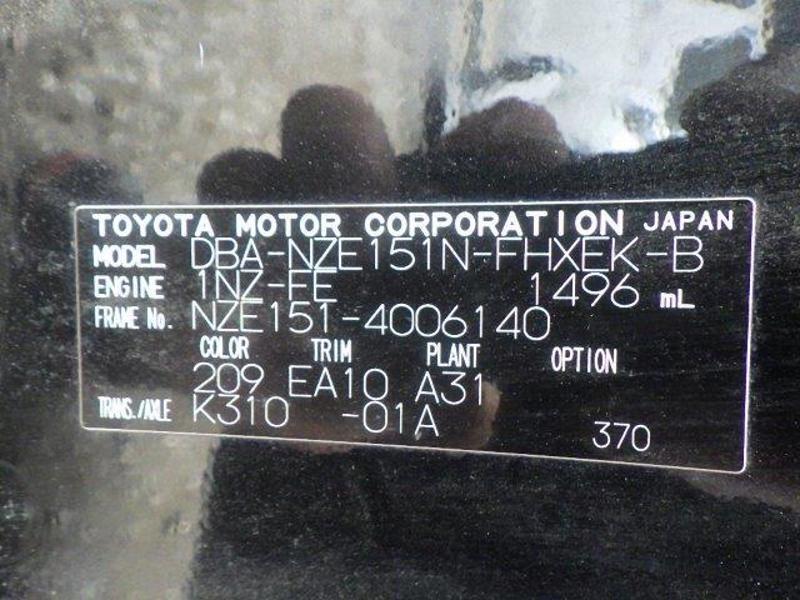 TOYOTA MOTOR CORPORATION JAPAN
MODEL DBA-NZE151N-FHXEK-B
ENGINE 1NZ-FE 1496 mL
FRAME No. NZE151-4006140
COLOR TRIM PLANT OPTION
209 EA10 A31
TRANS./AXLE K310 -01A 370